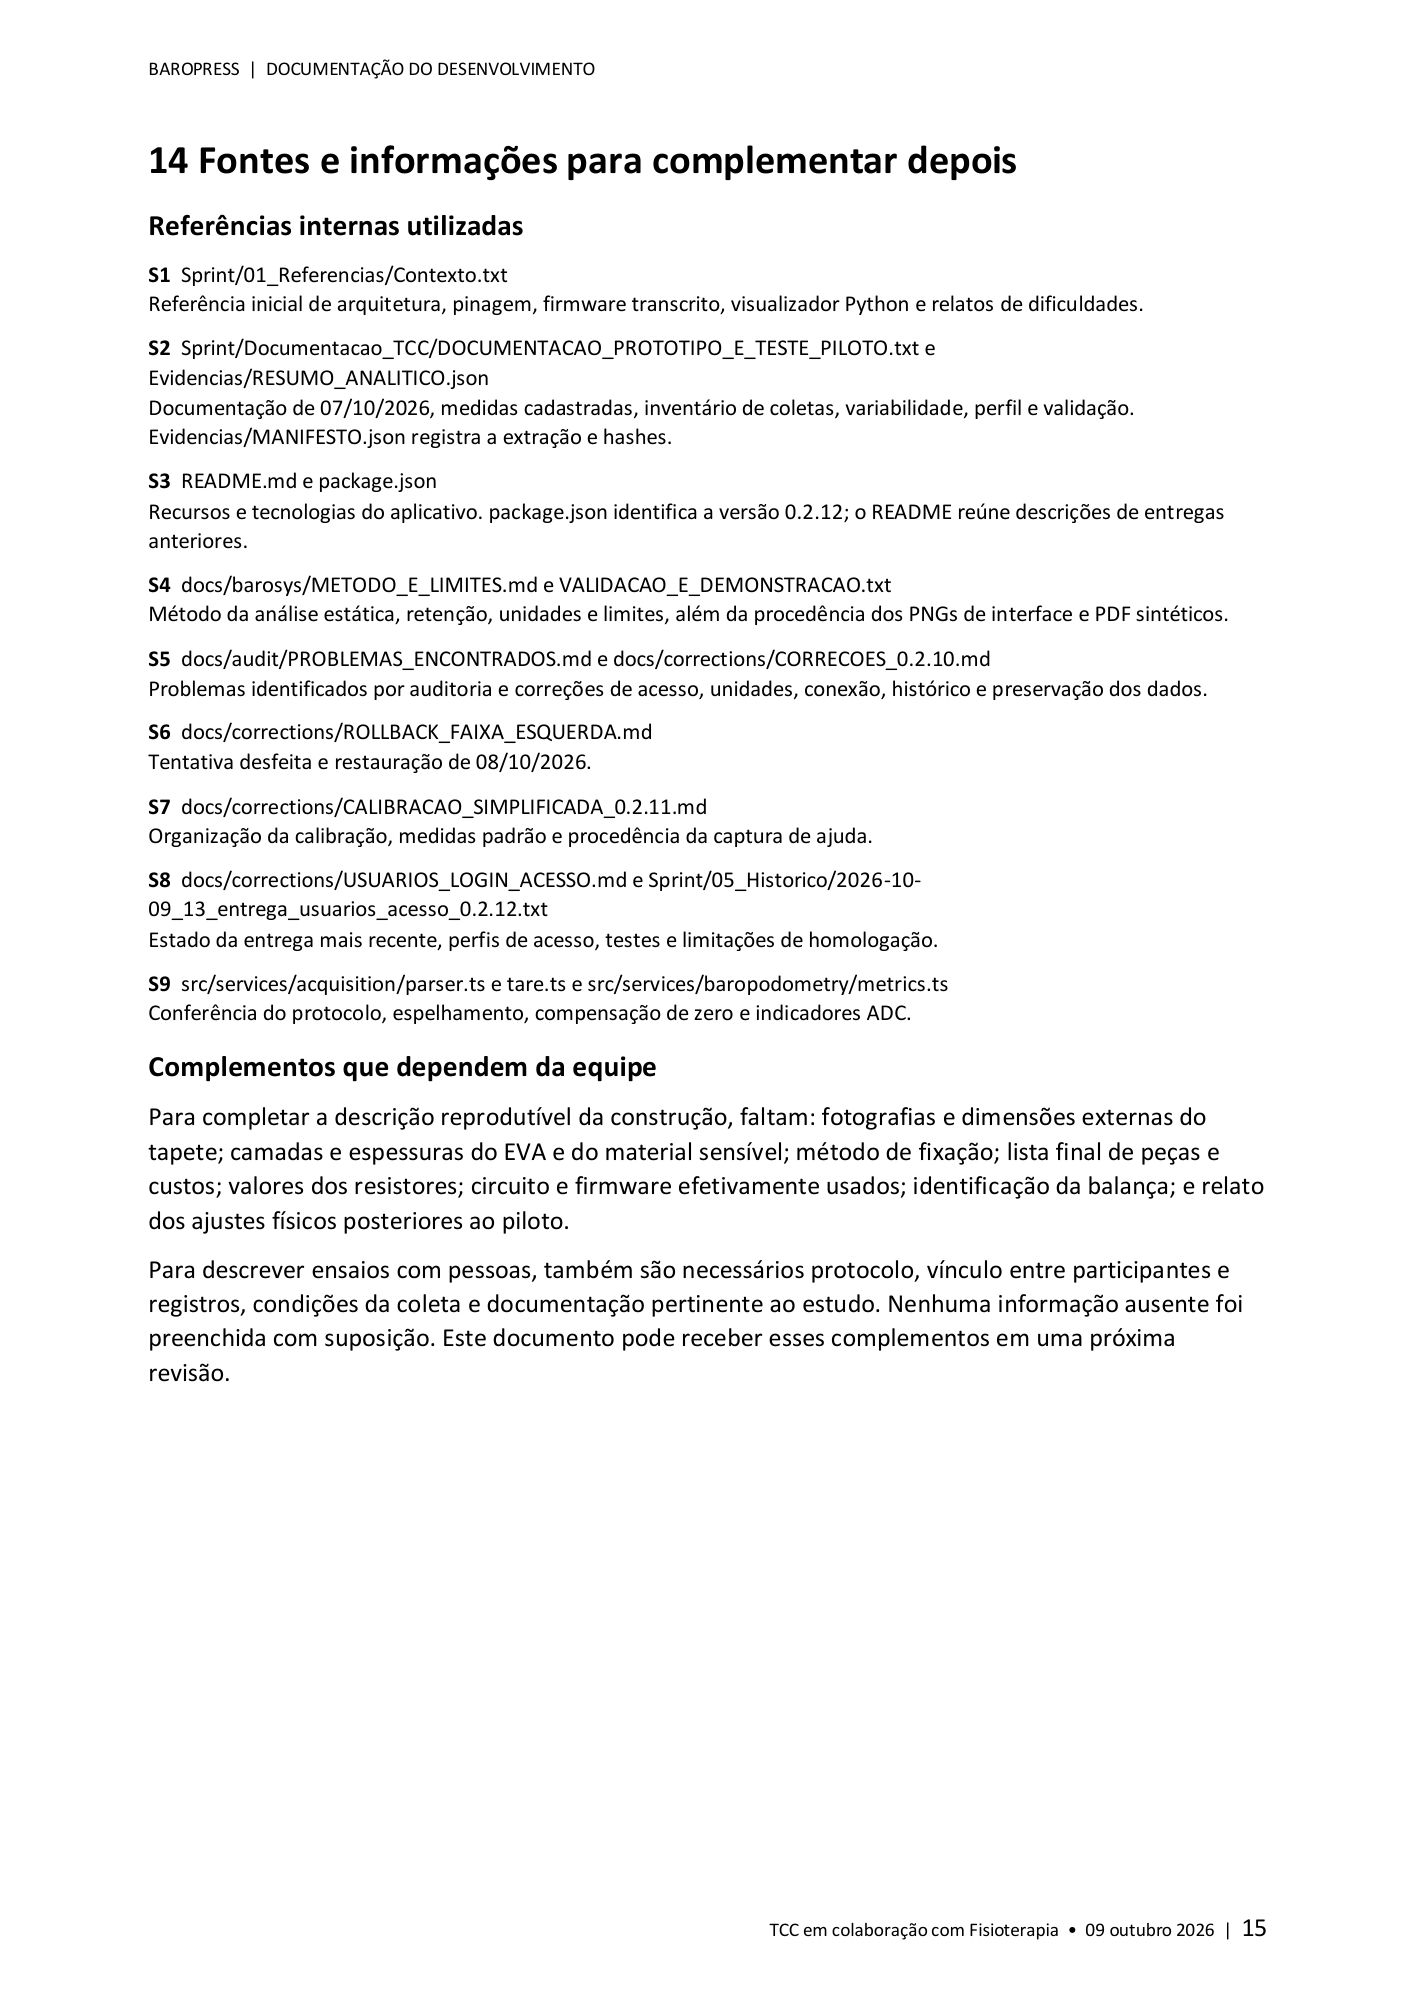 BAROPRESS | DOCUMENTAÇÃO DO DESENVOLVIMENTO
14 Fontes e informações para complementar depois
Referências internas utilizadas
S1 Sprint/01_Referencias/Contexto.txt
Referência inicial de arquitetura, pinagem, firmware transcrito, visualizador Python e relatos de dificuldades.
S2 Sprint/Documentacao_TCC/DOCUMENTACAO_PROTOTIPO_E_TESTE_PILOTO.txt e
Evidencias/RESUMO_ANALITICO.json
Documentação de 07/10/2026, medidas cadastradas, inventário de coletas, variabilidade, perfil e validação.
Evidencias/MANIFESTO.json registra a extração e hashes.
S3 README.md e package.json
Recursos e tecnologias do aplicativo. package.json identifica a versão 0.2.12; o README reúne descrições de entregas
anteriores.
S4 docs/barosys/METODO_E_LIMITES.md e VALIDACAO_E_DEMONSTRACAO.txt
Método da análise estática, retenção, unidades e limites, além da procedência dos PNGs de interface e PDF sintéticos.
S5 docs/audit/PROBLEMAS_ENCONTRADOS.md e docs/corrections/CORRECOES_0.2.10.md
Problemas identificados por auditoria e correções de acesso, unidades, conexão, histórico e preservação dos dados.
S6 docs/corrections/ROLLBACK_FAIXA_ESQUERDA.md
Tentativa desfeita e restauração de 08/10/2026.
S7 docs/corrections/CALIBRACAO_SIMPLIFICADA_0.2.11.md
Organização da calibração, medidas padrão e procedência da captura de ajuda.
S8 docs/corrections/USUARIOS_LOGIN_ACESSO.md e Sprint/05_Historico/2026-10-
09_13_entrega_usuarios_acesso_0.2.12.txt
Estado da entrega mais recente, perfis de acesso, testes e limitações de homologação.
S9 src/services/acquisition/parser.ts e tare.ts e src/services/baropodometry/metrics.ts
Conferência do protocolo, espelhamento, compensação de zero e indicadores ADC.
Complementos que dependem da equipe
Para completar a descrição reprodutível da construção, faltam: fotografias e dimensões externas do
tapete; camadas e espessuras do EVA e do material sensível; método de fixação; lista final de peças e
custos; valores dos resistores; circuito e firmware efetivamente usados; identificação da balança; e relato
dos ajustes físicos posteriores ao piloto.
Para descrever ensaios com pessoas, também são necessários protocolo, vínculo entre participantes e
registros, condições da coleta e documentação pertinente ao estudo. Nenhuma informação ausente foi
preenchida com suposição. Este documento pode receber esses complementos em uma próxima
revisão.
TCC em colaboração com Fisioterapia • 09 outubro 2026 | 15